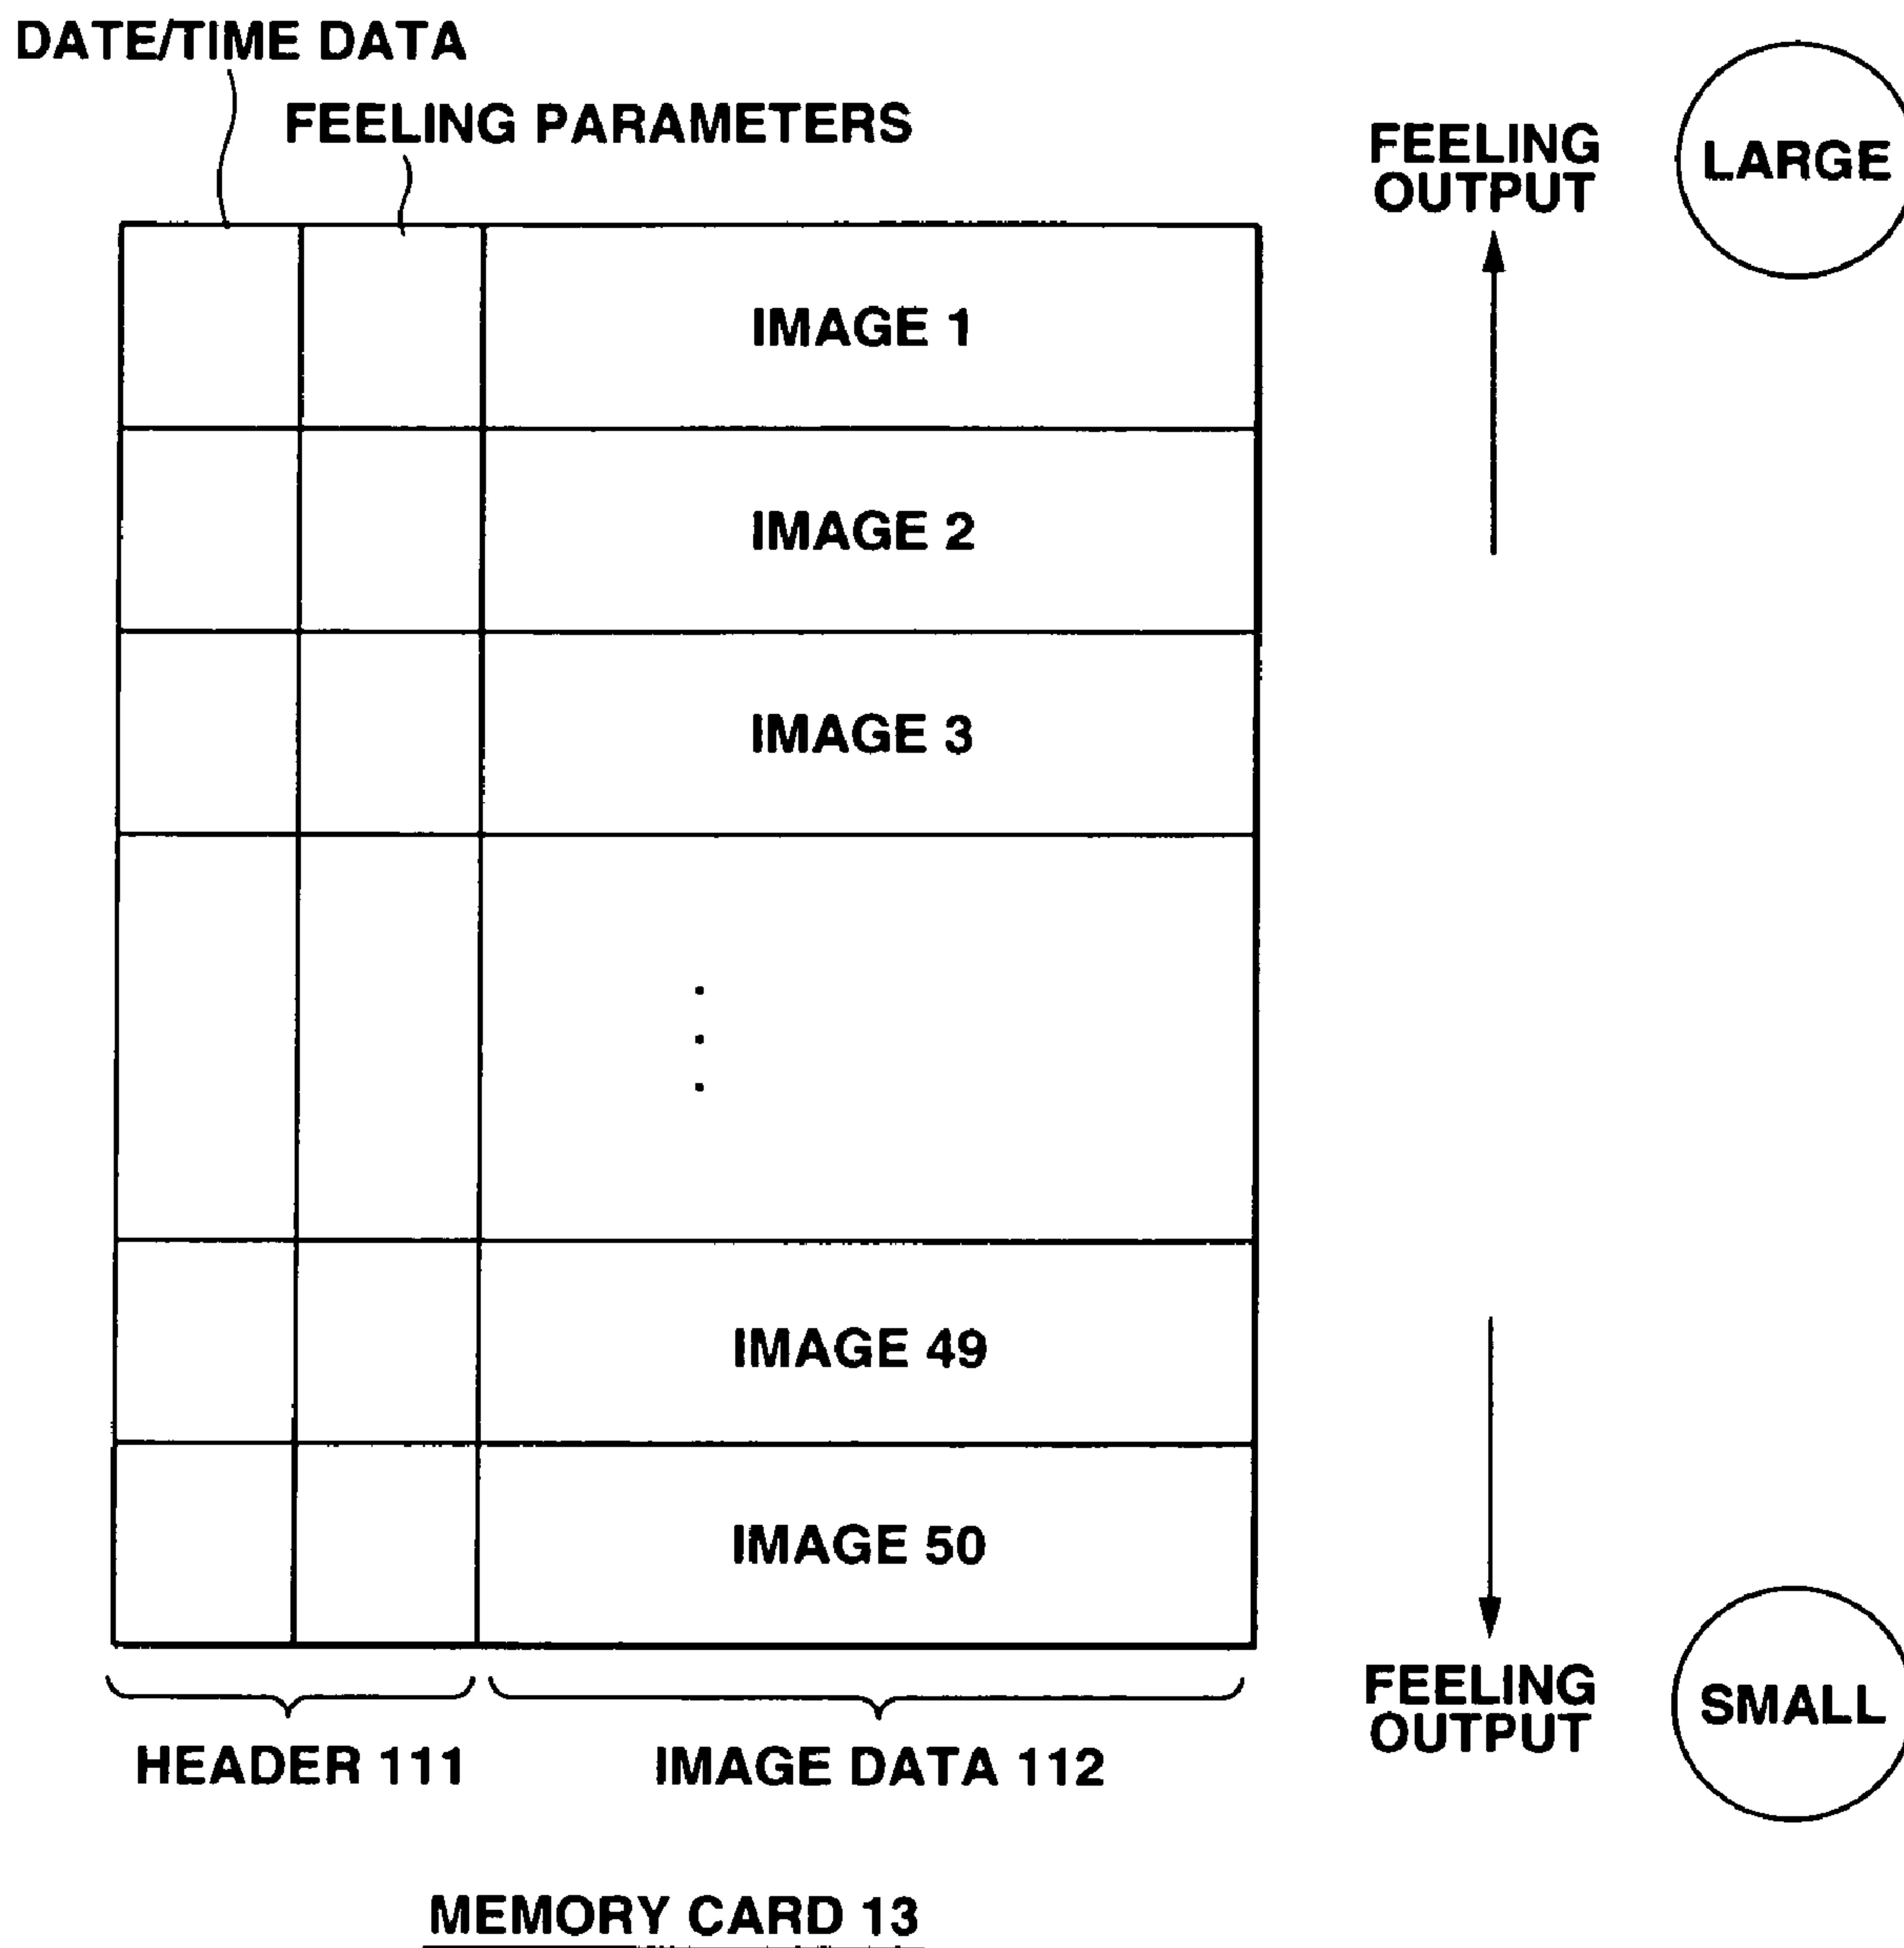 DATE/TIME DATA
FEELING PARAMETERS
FEELING
OUTPUT
LARGE
IMAGE 1
IMAGE 2
IMAGE 3
IMAGE 49
IMAGE 50
FEELING
OUTPUT
SMALL
HEADER 111
IMAGE DATA 112
MEMORY CARD 13